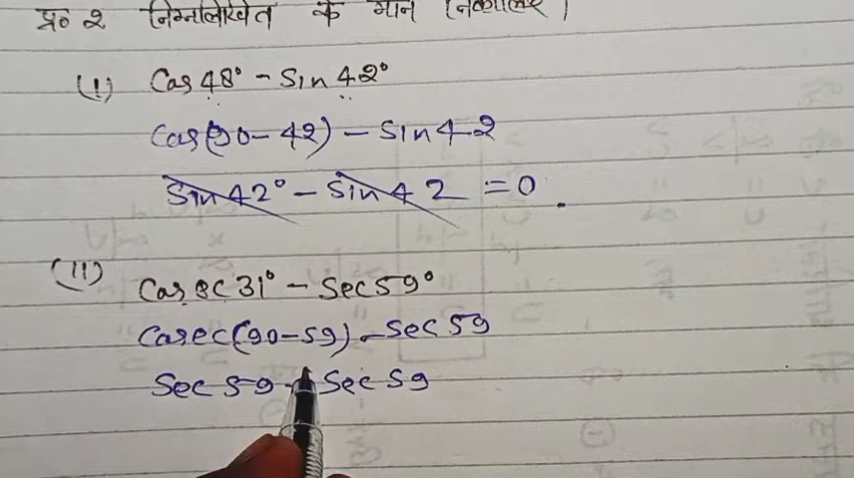 प्र० २ निम्नलिखित के मान निकालिए।
(I) Cos 48° - Sin 42°
Cos(90-42) - Sin 42
Sin 42° - Sin 42 = 0.
(II) Cosec 31° - Sec 59°
Cosec(90-59) - Sec 59
Sec 59 - Sec 59